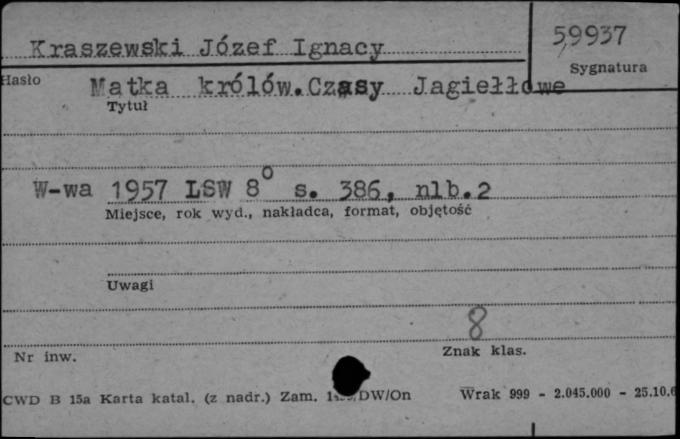 Kraszewski Józef Ignacy
59937
Sygnatura
Hasło
Matka królów. Czasy Jagiełłowe
Tytuł
W-wa 1957 LSW 8° s. 386, nlb.2
Miejsce, rok wyd., nakładca, format, objętość
Uwagi
8
Nr inw.
Znak klas.
CWD B 15a Karta katal. (z nadr.) Zam. /DW/On
Wrak 999 - 2.045.000 - 25.10.